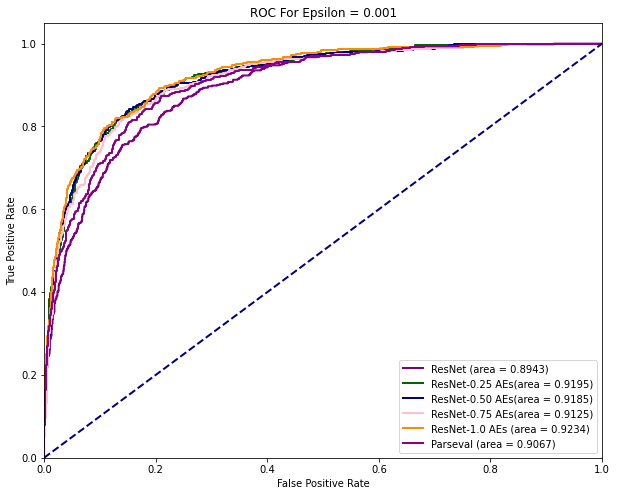 ROC For Epsilon = 0.001
True Positive Rate
1.0
0.8
0.6
0.4
0.2
0.0
ResNet (area = 0.8943)
ResNet-0.25 AEs(area = 0.9195)
ResNet-0.50 AEs(area = 0.9185)
ResNet-0.75 AEs(area = 0.9125)
ResNet-1.0 AEs (area = 0.9234)
Parseval (area = 0.9067)
0.0 0.2 0.4 0.6 0.8 1.0
False Positive Rate